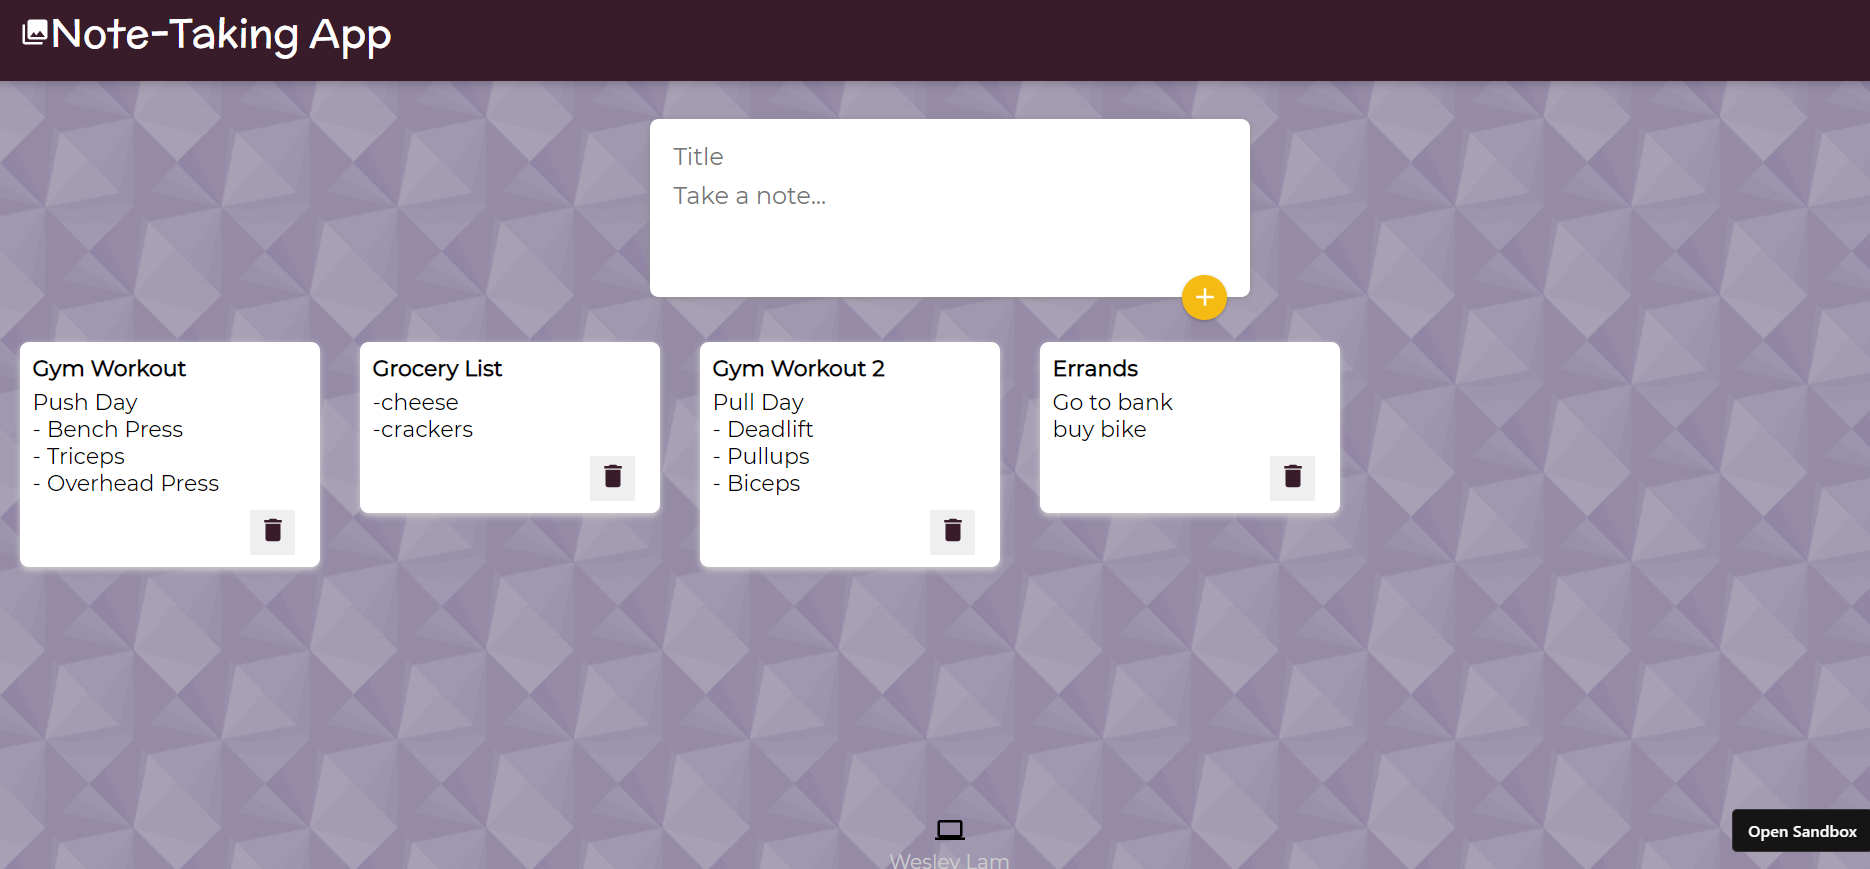 Note-Taking App
Title
Take a note...
Gym Workout
Push Day
- Bench Press
- Triceps
- Overhead Press
Grocery List
-cheese
-crackers
Gym Workout 2
Pull Day
- Deadlift
- Pullups
- Biceps
Errands
Go to bank
buy bike
Wesley Lam
Open Sandbox